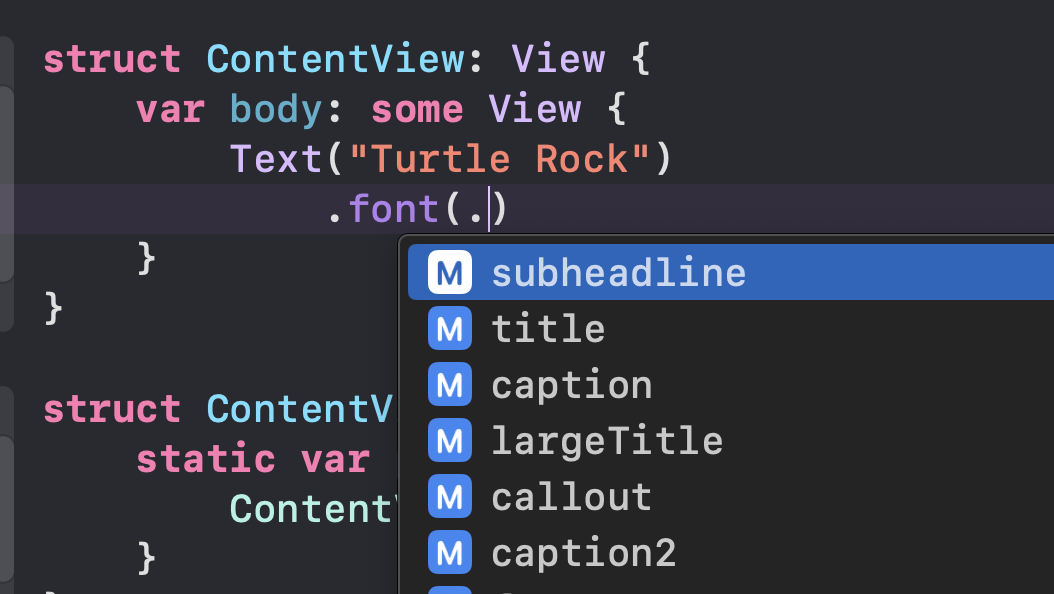 struct ContentView: View {
var body: some View {
Text("Turtle Rock")
.font(.)
}
}
M subheadline
M title
M caption
M largeTitle
M callout
M caption2
struct ContentV
static var
Content
}